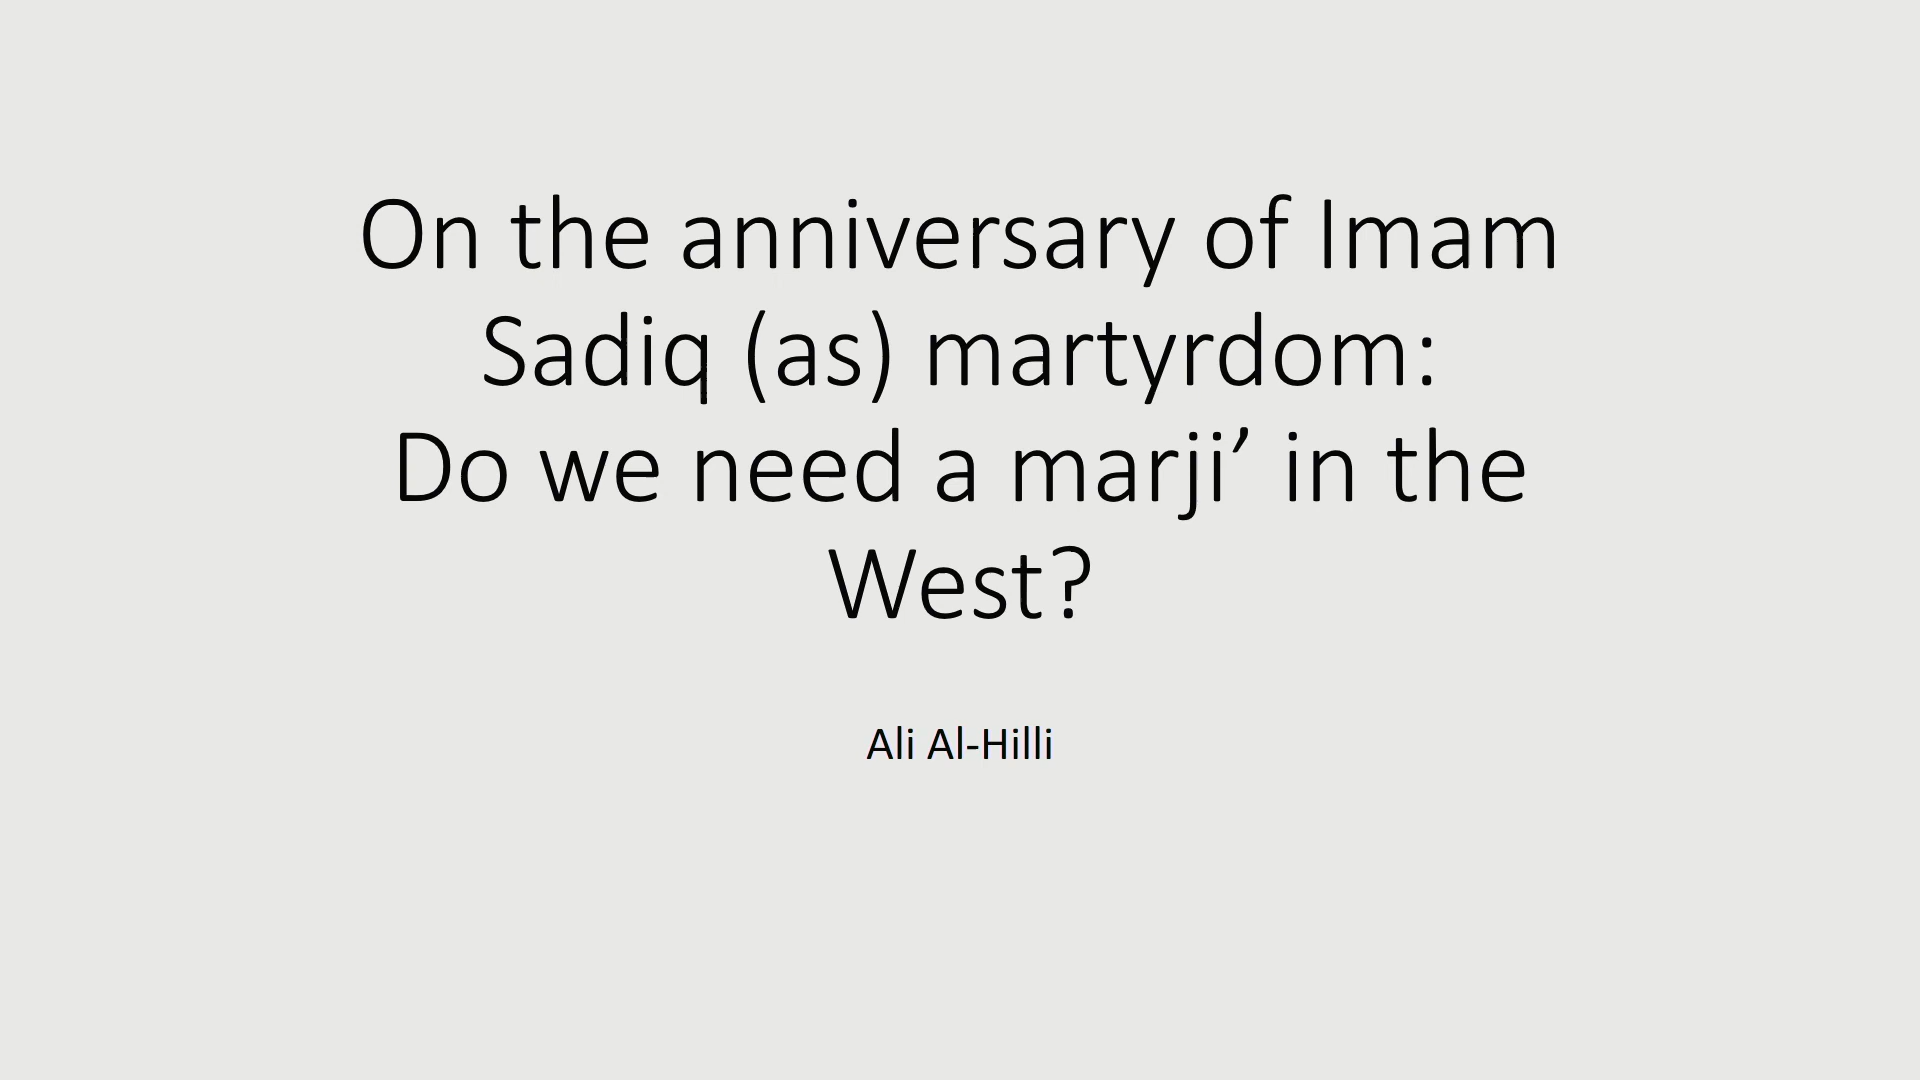 On the anniversary of Imam
Sadiq (as) martyrdom:
Do we need a marji’ in the
West?
Ali Al-Hilli